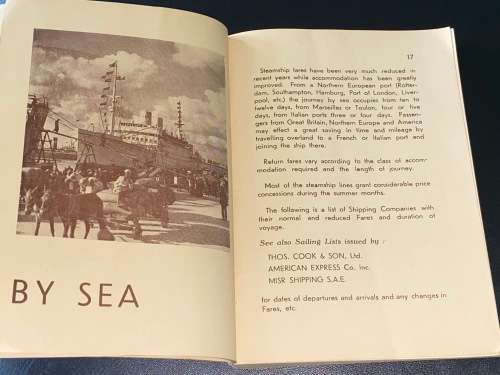 BY SEA
17
Steamship fares have been very much reduced in
recent years while accommodation has been greatly
improved. From a Northern European port (Rotter-
dam, Southampton, Hamburg, Port of London, Liver-
pool, etc.) the journey by sea occupies from ten to
twelve days, from Marseilles or Toulon, four or five
days, from Italian ports three or four days. Passen-
gers from Great Britain, Northern Europe and America
may effect a great saving in time and mileage by
travelling overland to a French or Italian port and
joining the ship there.
Return fares vary according to the class of accom-
modation required and the length of journey.
Most of the steamship lines grant considerable price
concessions during the summer months.
The following is a list of Shipping Companies with
their normal and reduced Fares and duration of
voyage.
See also Sailing Lists issued by :
THOS. COOK & SON, Ltd.
AMERICAN EXPRESS Co. Inc.
MISR SHIPPING S.A.E.
for dates of departures and arrivals and any changes in
Fares, etc.